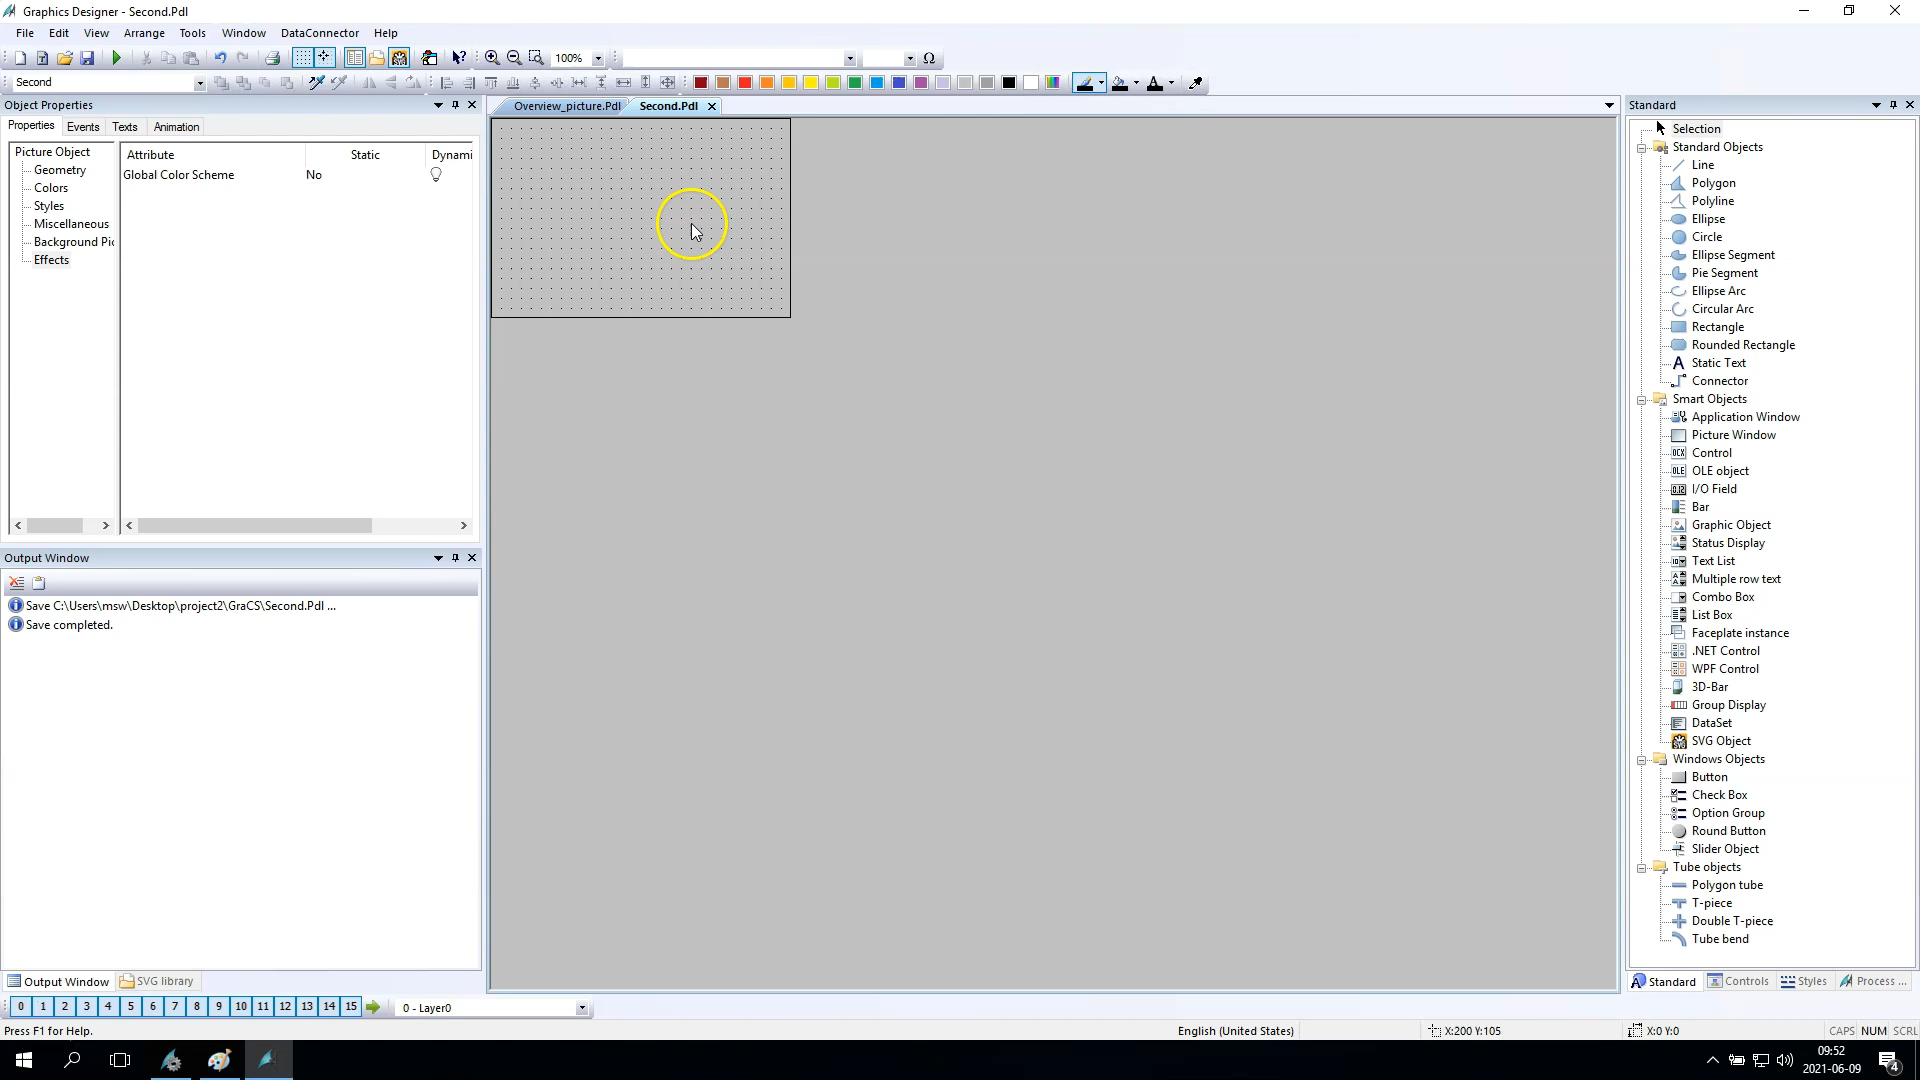 Graphics Designer - Second.Pdl
File Edit View Arrange Tools Window DataConnector Help
100% Ω
Second A
Object Properties
Properties Events Texts Animation
Picture Object
Geometry
Colors
Styles
Miscellaneous
Background Pic
Effects
Attribute Static Dynami
Global Color Scheme No
Output Window
Save C:\Users\msw\Desktop\project2\GraCS\Second.Pdl ...
Save completed.
Output Window SVG library
Overview_picture.Pdl Second.Pdl
Standard
Selection
Standard Objects
Line
Polygon
Polyline
Ellipse
Circle
Ellipse Segment
Pie Segment
Ellipse Arc
Circular Arc
Rectangle
Rounded Rectangle
A Static Text
Connector
Smart Objects
Application Window
Picture Window
OCX Control
OLE OLE object
0.12 I/O Field
Bar
Graphic Object
Status Display
Text List
Multiple row text
Combo Box
List Box
Faceplate instance
.NET Control
WPF Control
3D-Bar
Group Display
DataSet
SVG Object
Windows Objects
Button
Check Box
Option Group
Round Button
Slider Object
Tube objects
Polygon tube
T-piece
Double T-piece
Tube bend
Standard Controls Styles Process ...
0 1 2 3 4 5 6 7 8 9 10 11 12 13 14 15 0 - Layer0
Press F1 for Help. English (United States) X:200 Y:105 X:0 Y:0 CAPS NUM SCRL
09:52
2021-06-09
4